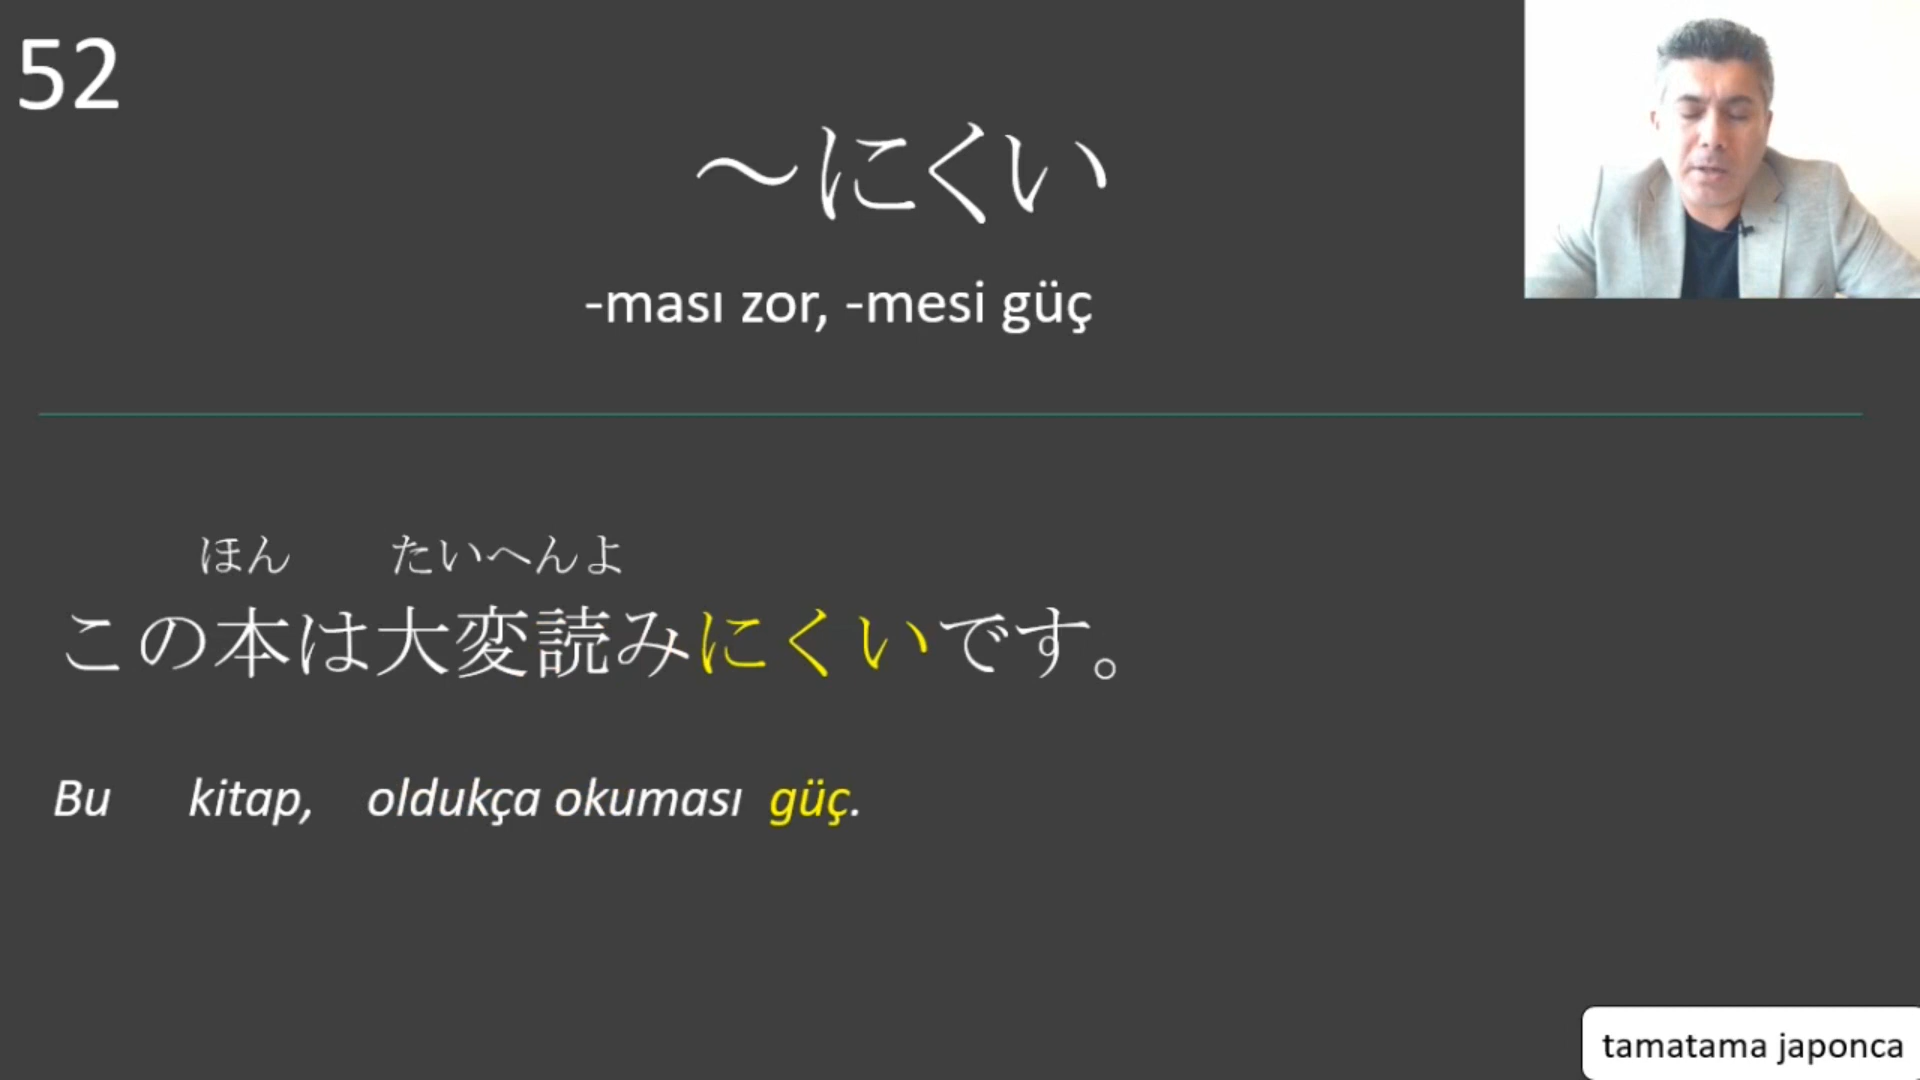 52
～にくい
-ması zor, -mesi güç
ほん たいへんよ
この本は大変読みにくいです。
Bu kitap, oldukça okuması güç.
tamatama japonca